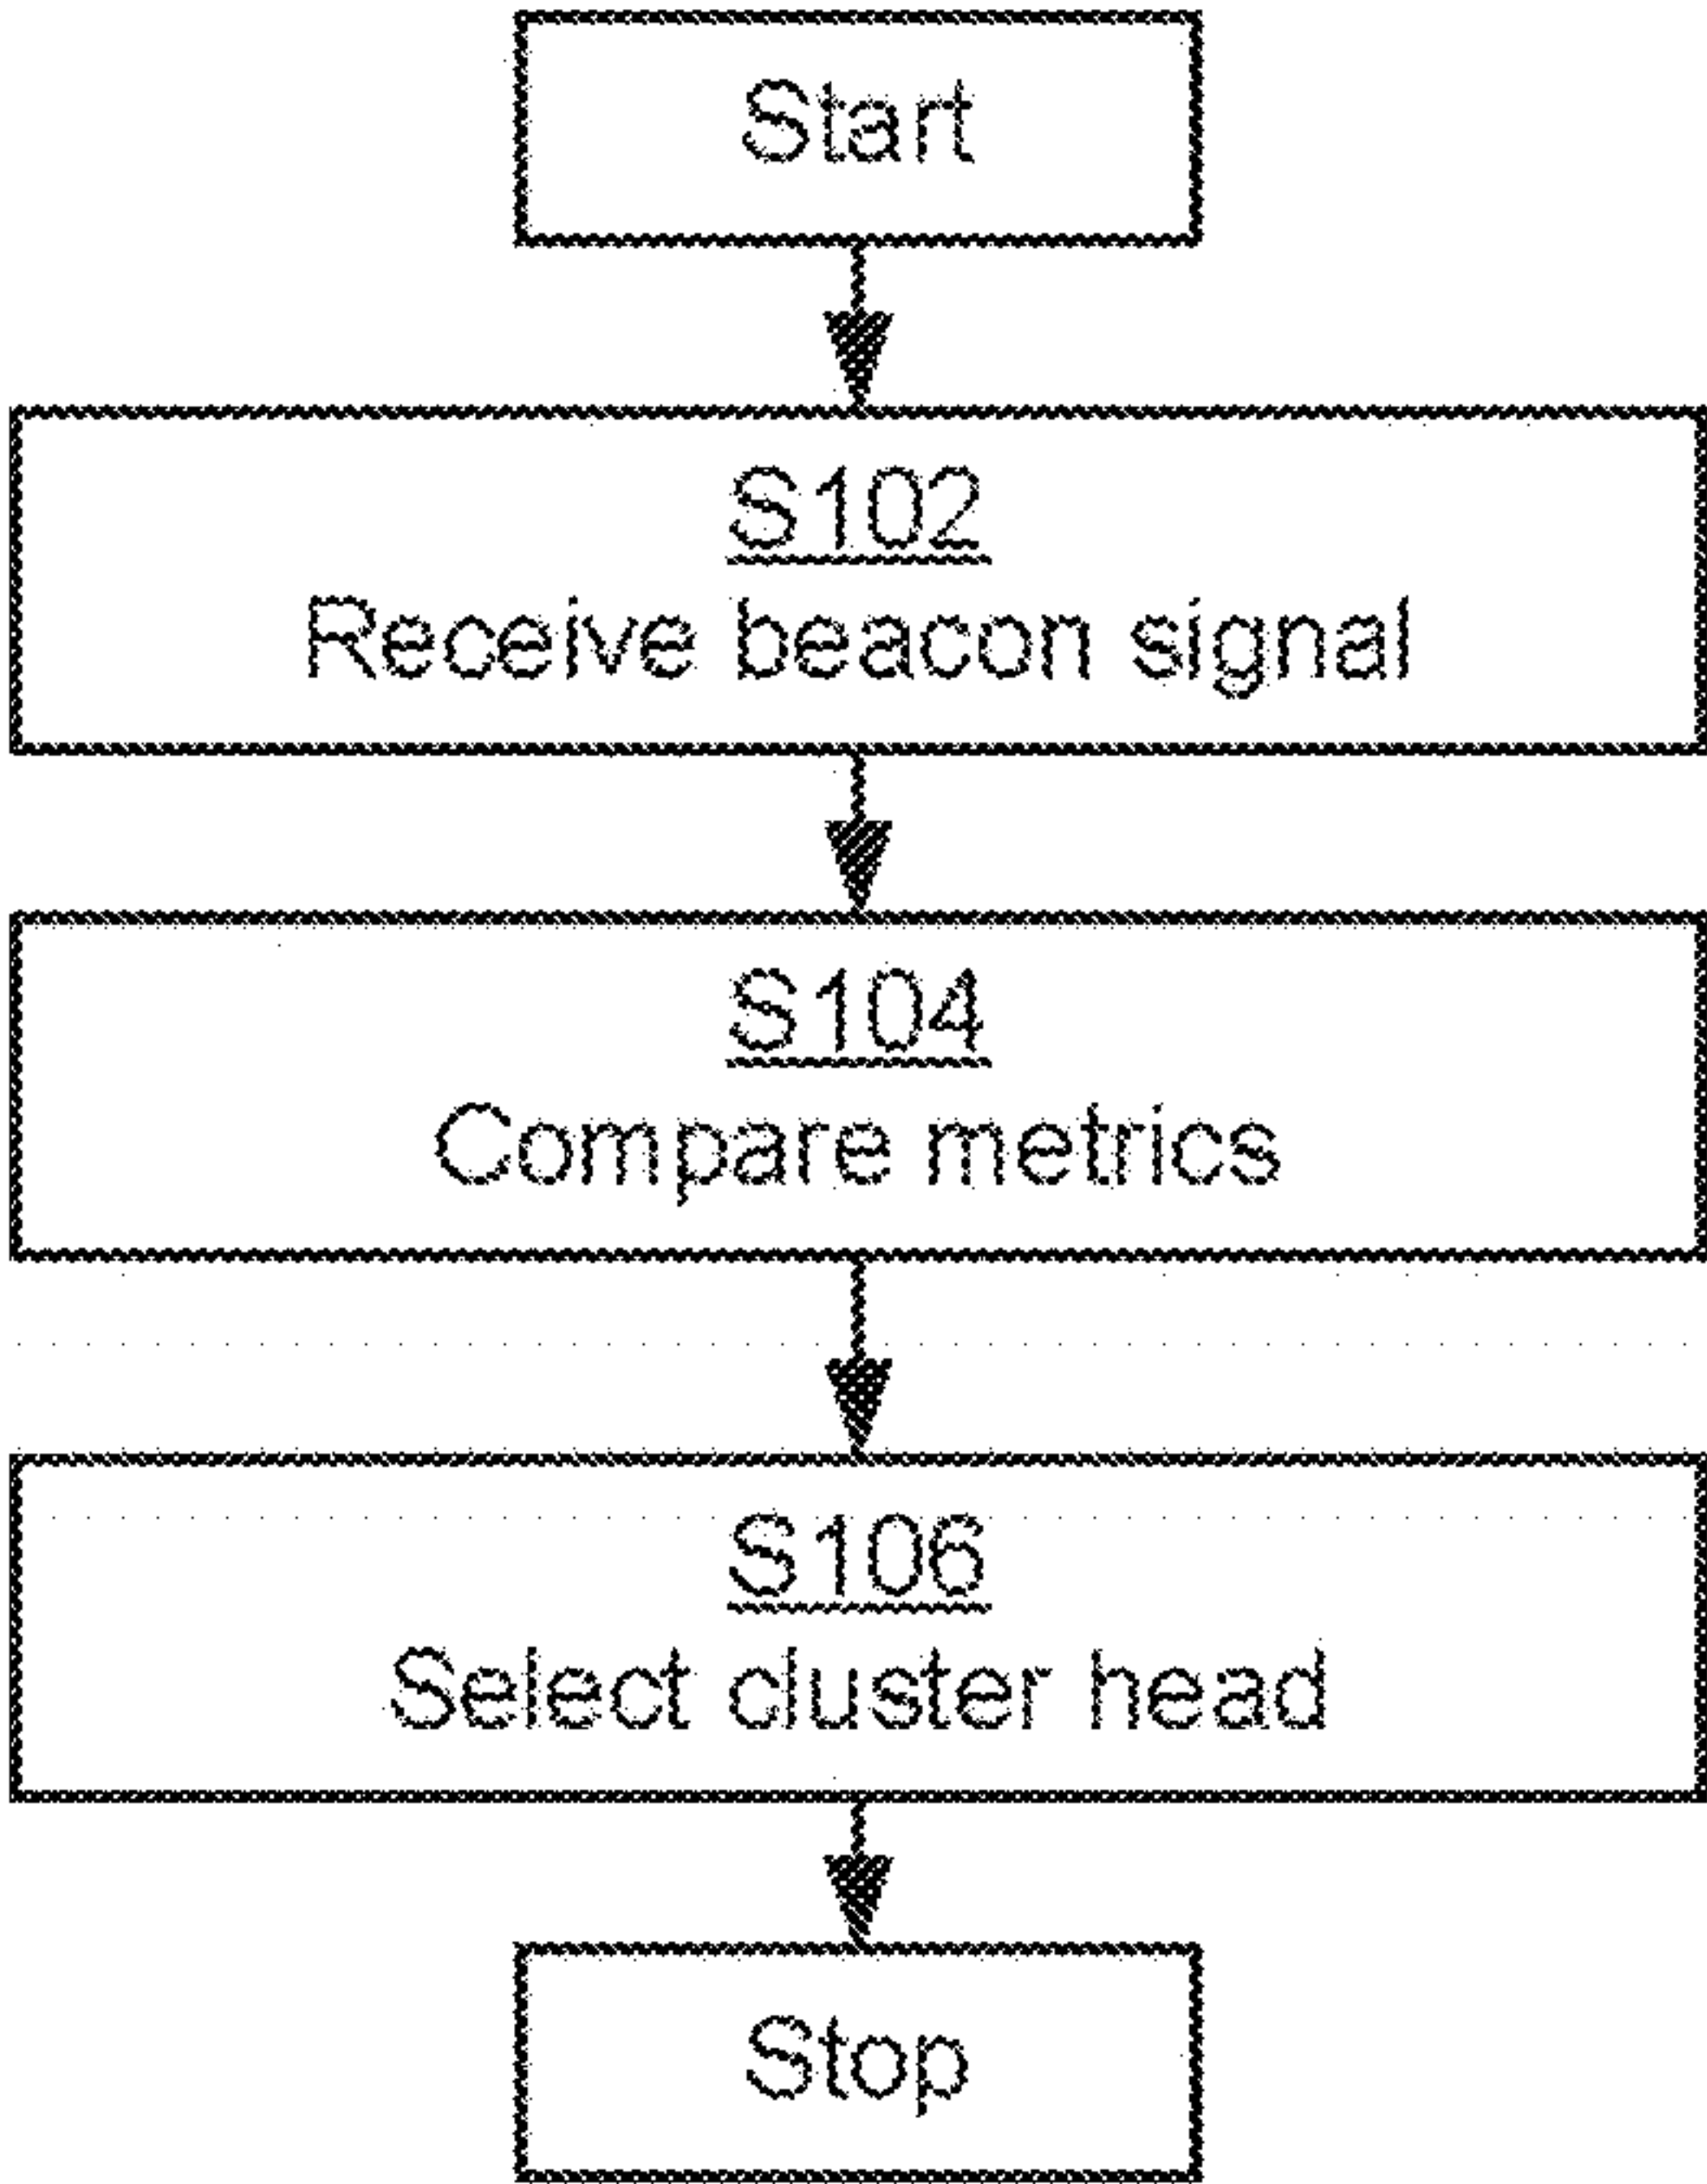 Start
S102
Receive beacon signal
S104
Compare metrics
S106
Select cluster head
Stop